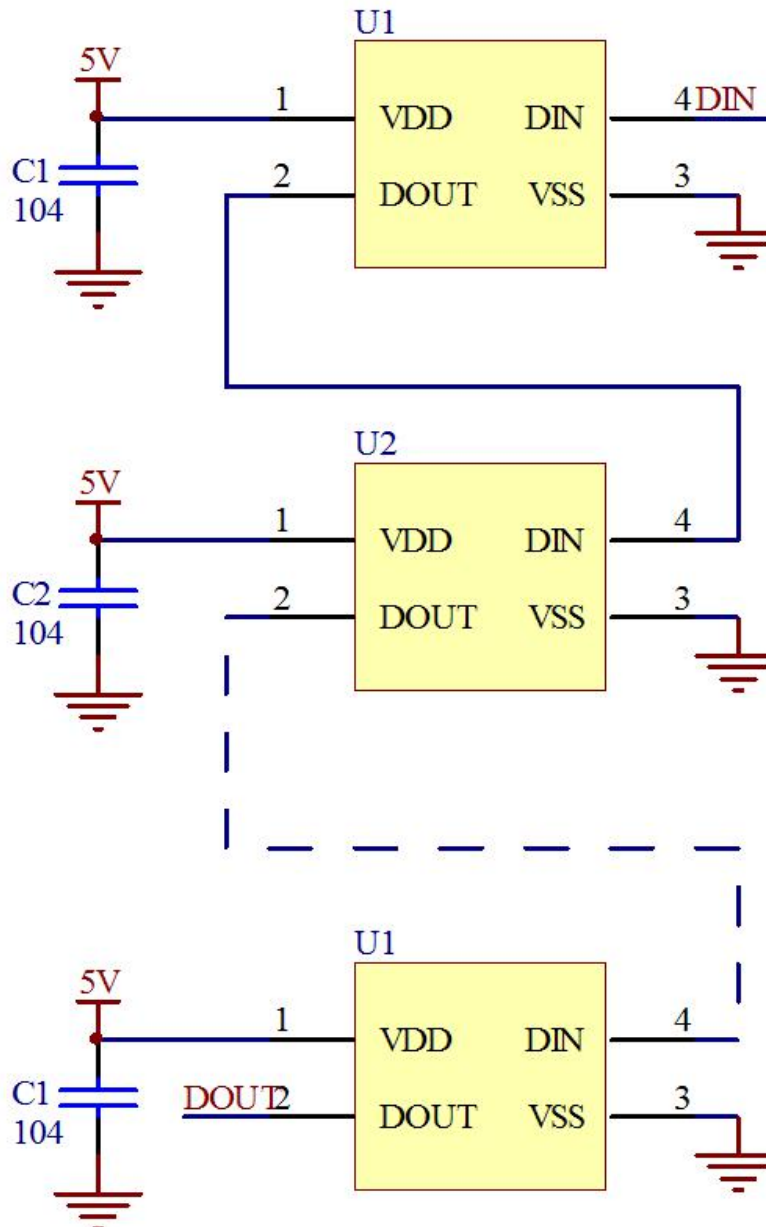 U1
5V
1 VDD DIN 4 DIN
C1
104
2 DOUT VSS 3
U2
5V
1 VDD DIN 4
C2
104
2 DOUT VSS 3
U1
5V
1 VDD DIN 4
C1
104
DOUT 2 DOUT VSS 3